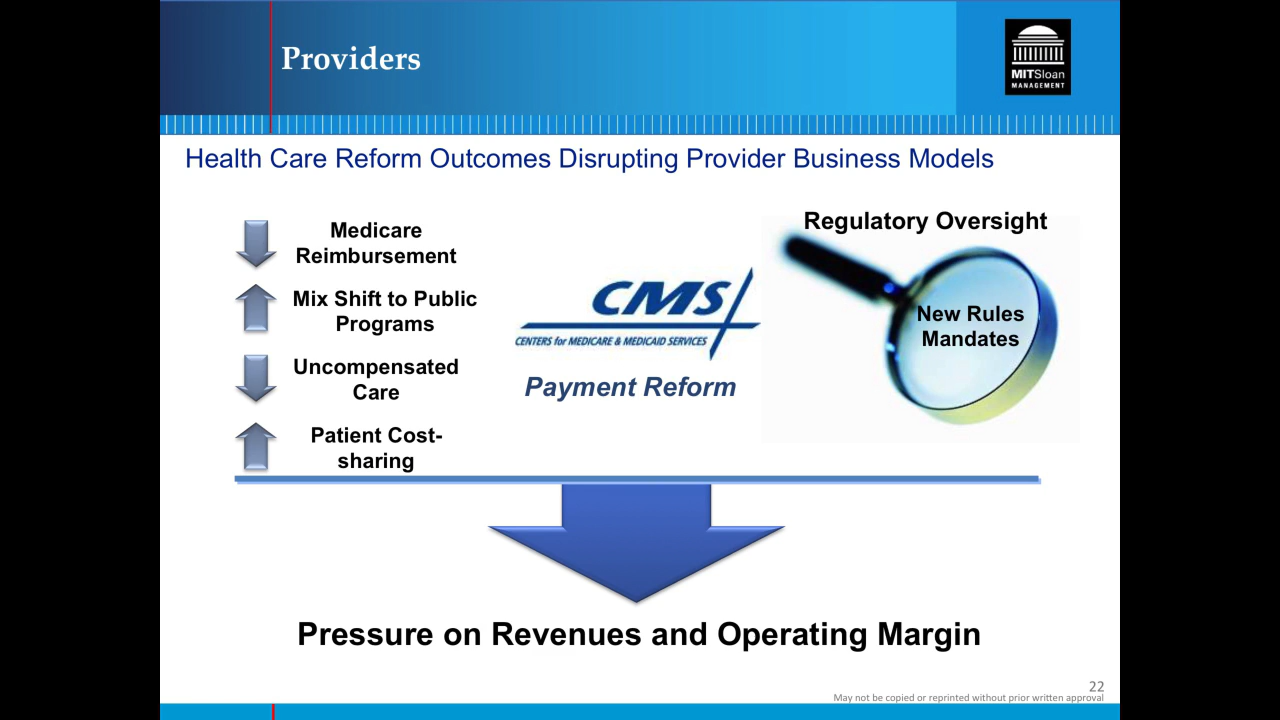 Providers
MITSloan
MANAGEMENT
Health Care Reform Outcomes Disrupting Provider Business Models
Medicare
Reimbursement
Mix Shift to Public
Programs
Uncompensated
Care
Patient Cost-
sharing
CMS
CENTERS for MEDICARE & MEDICAID SERVICES
Payment Reform
Regulatory Oversight
New Rules
Mandates
Pressure on Revenues and Operating Margin
22
May not be copied or reprinted without prior written approval